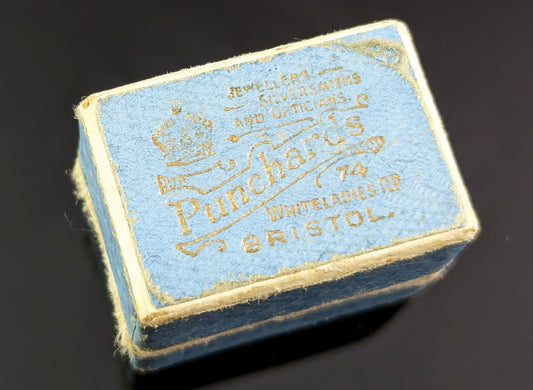 JEWELLERS
SILVERSMITHS
AND OPTICIANS.
Punchards
74
WHITELADIES RD
BRISTOL.